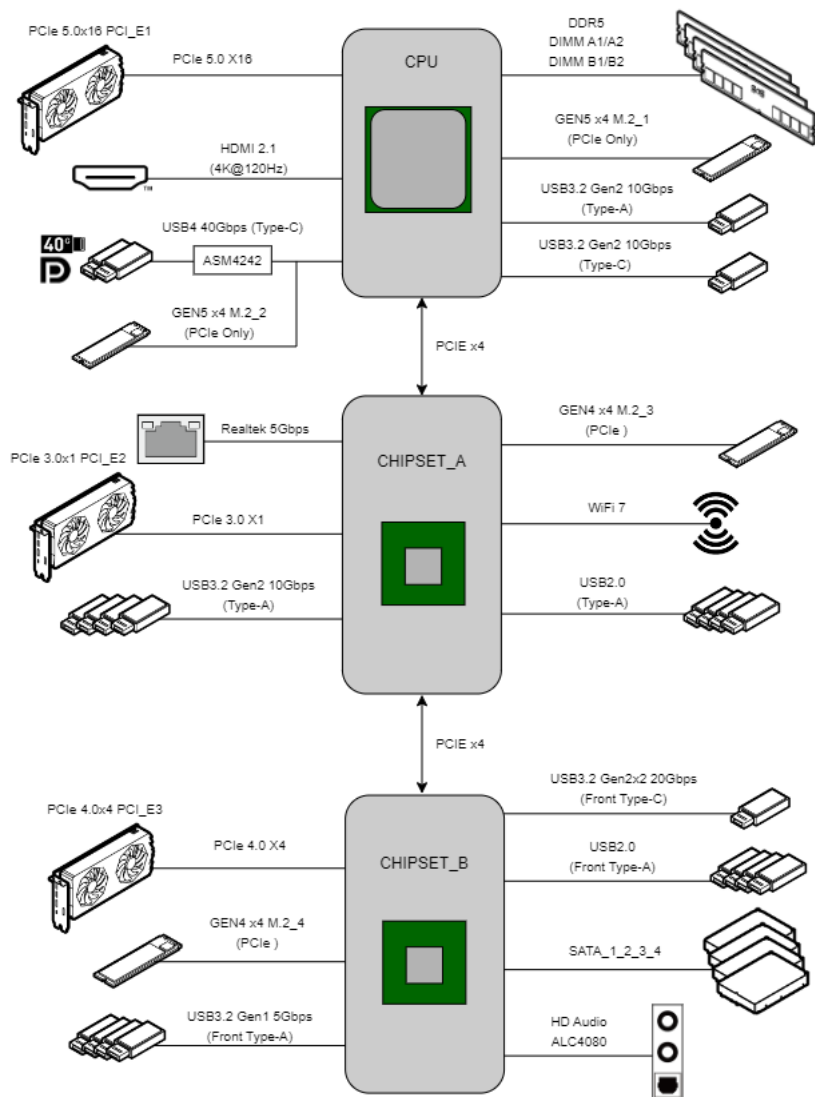 PCIe 5.0x16 PCI_E1
PCIe 5.0 X16
HDMI 2.1
(4K@120Hz)
TM
USB4 40Gbps (Type-C)
40G
ASM4242
GEN5 x4 M.2_2
(PCIe Only)
CPU
DDR5
DIMM A1/A2
DIMM B1/B2
GEN5 x4 M.2_1
(PCIe Only)
USB3.2 Gen2 10Gbps
(Type-A)
USB3.2 Gen2 10Gbps
(Type-C)
PCIE x4
Realtek 5Gbps
PCIe 3.0x1 PCI_E2
PCIe 3.0 X1
USB3.2 Gen2 10Gbps
(Type-A)
CHIPSET_A
GEN4 x4 M.2_3
(PCIe )
WiFi 7
USB2.0
(Type-A)
PCIE x4
PCIe 4.0x4 PCI_E3
PCIe 4.0 X4
GEN4 x4 M.2_4
(PCIe )
USB3.2 Gen1 5Gbps
(Front Type-A)
CHIPSET_B
USB3.2 Gen2x2 20Gbps
(Front Type-C)
USB2.0
(Front Type-A)
SATA_1_2_3_4
HD Audio
ALC4080